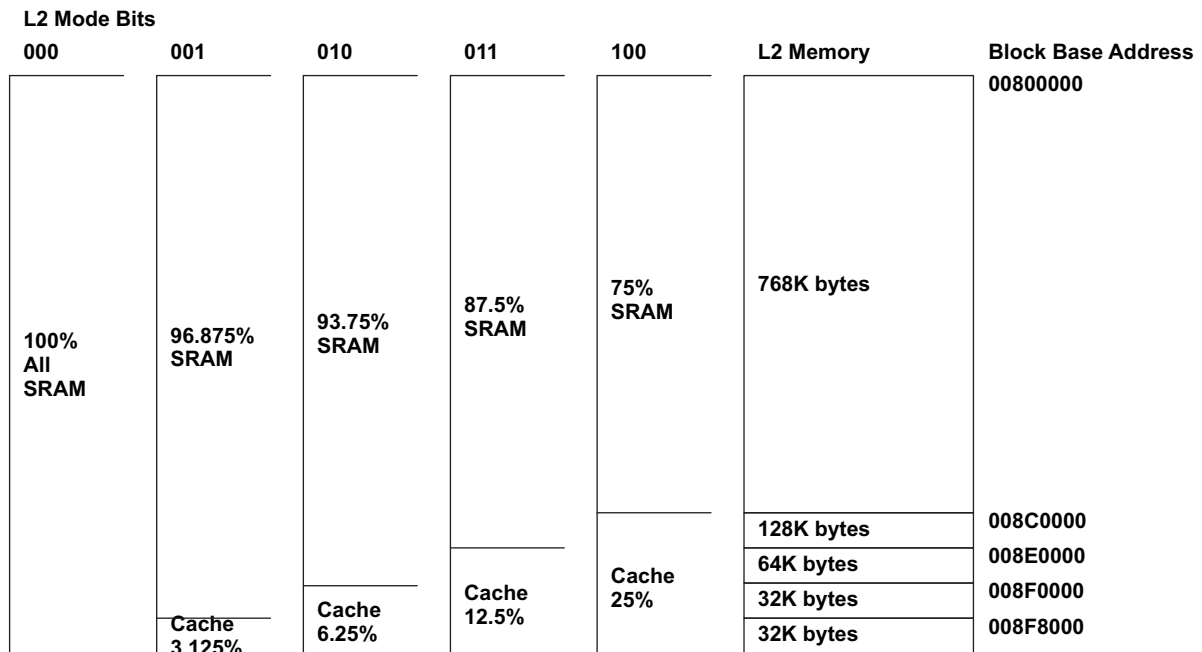 L2 Mode Bits
000 001 010 011 100 L2 Memory Block Base Address
00800000
768K bytes
75%
SRAM
87.5%
SRAM
93.75%
SRAM
96.875%
SRAM
100%
All
SRAM
008C0000
128K bytes
008E0000
64K bytes
Cache
25%
008F0000
32K bytes
Cache
12.5%
Cache
6.25%
008F8000
32K bytes
Cache
3.125%